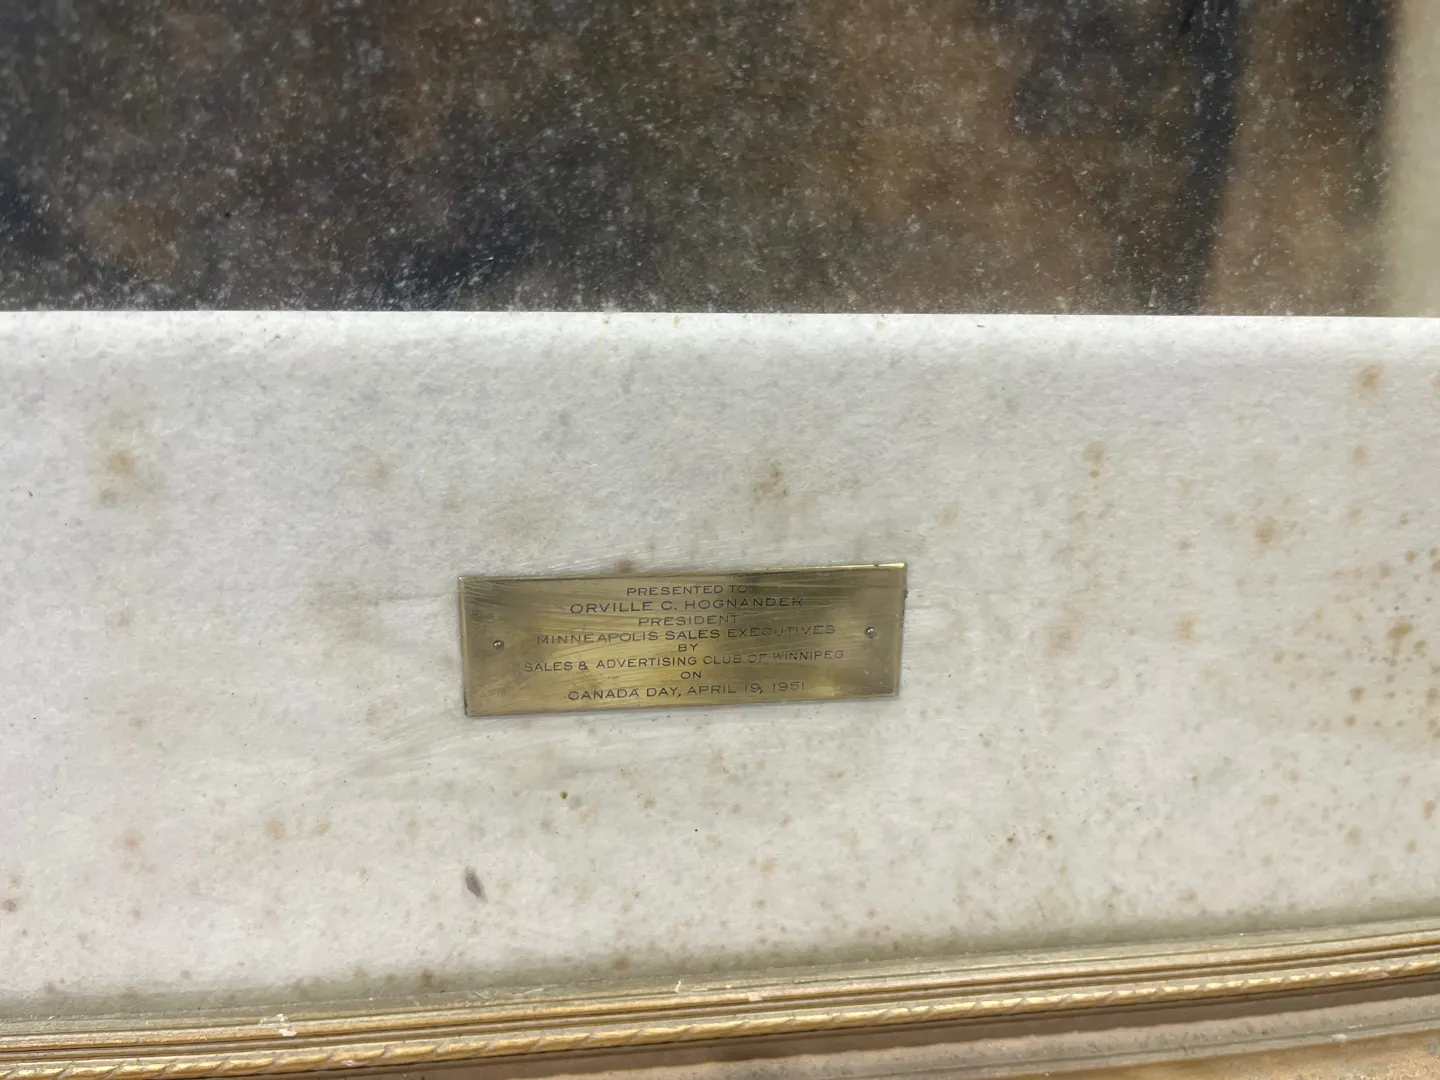 PRESENTED TO
ORVILLE C. HOGNANDER
PRESIDENT
MINNEAPOLIS SALES EXECUTIVES
BY
SALES & ADVERTISING CLUB OF WINNIPEG
ON
CANADA DAY, APRIL 19, 1951